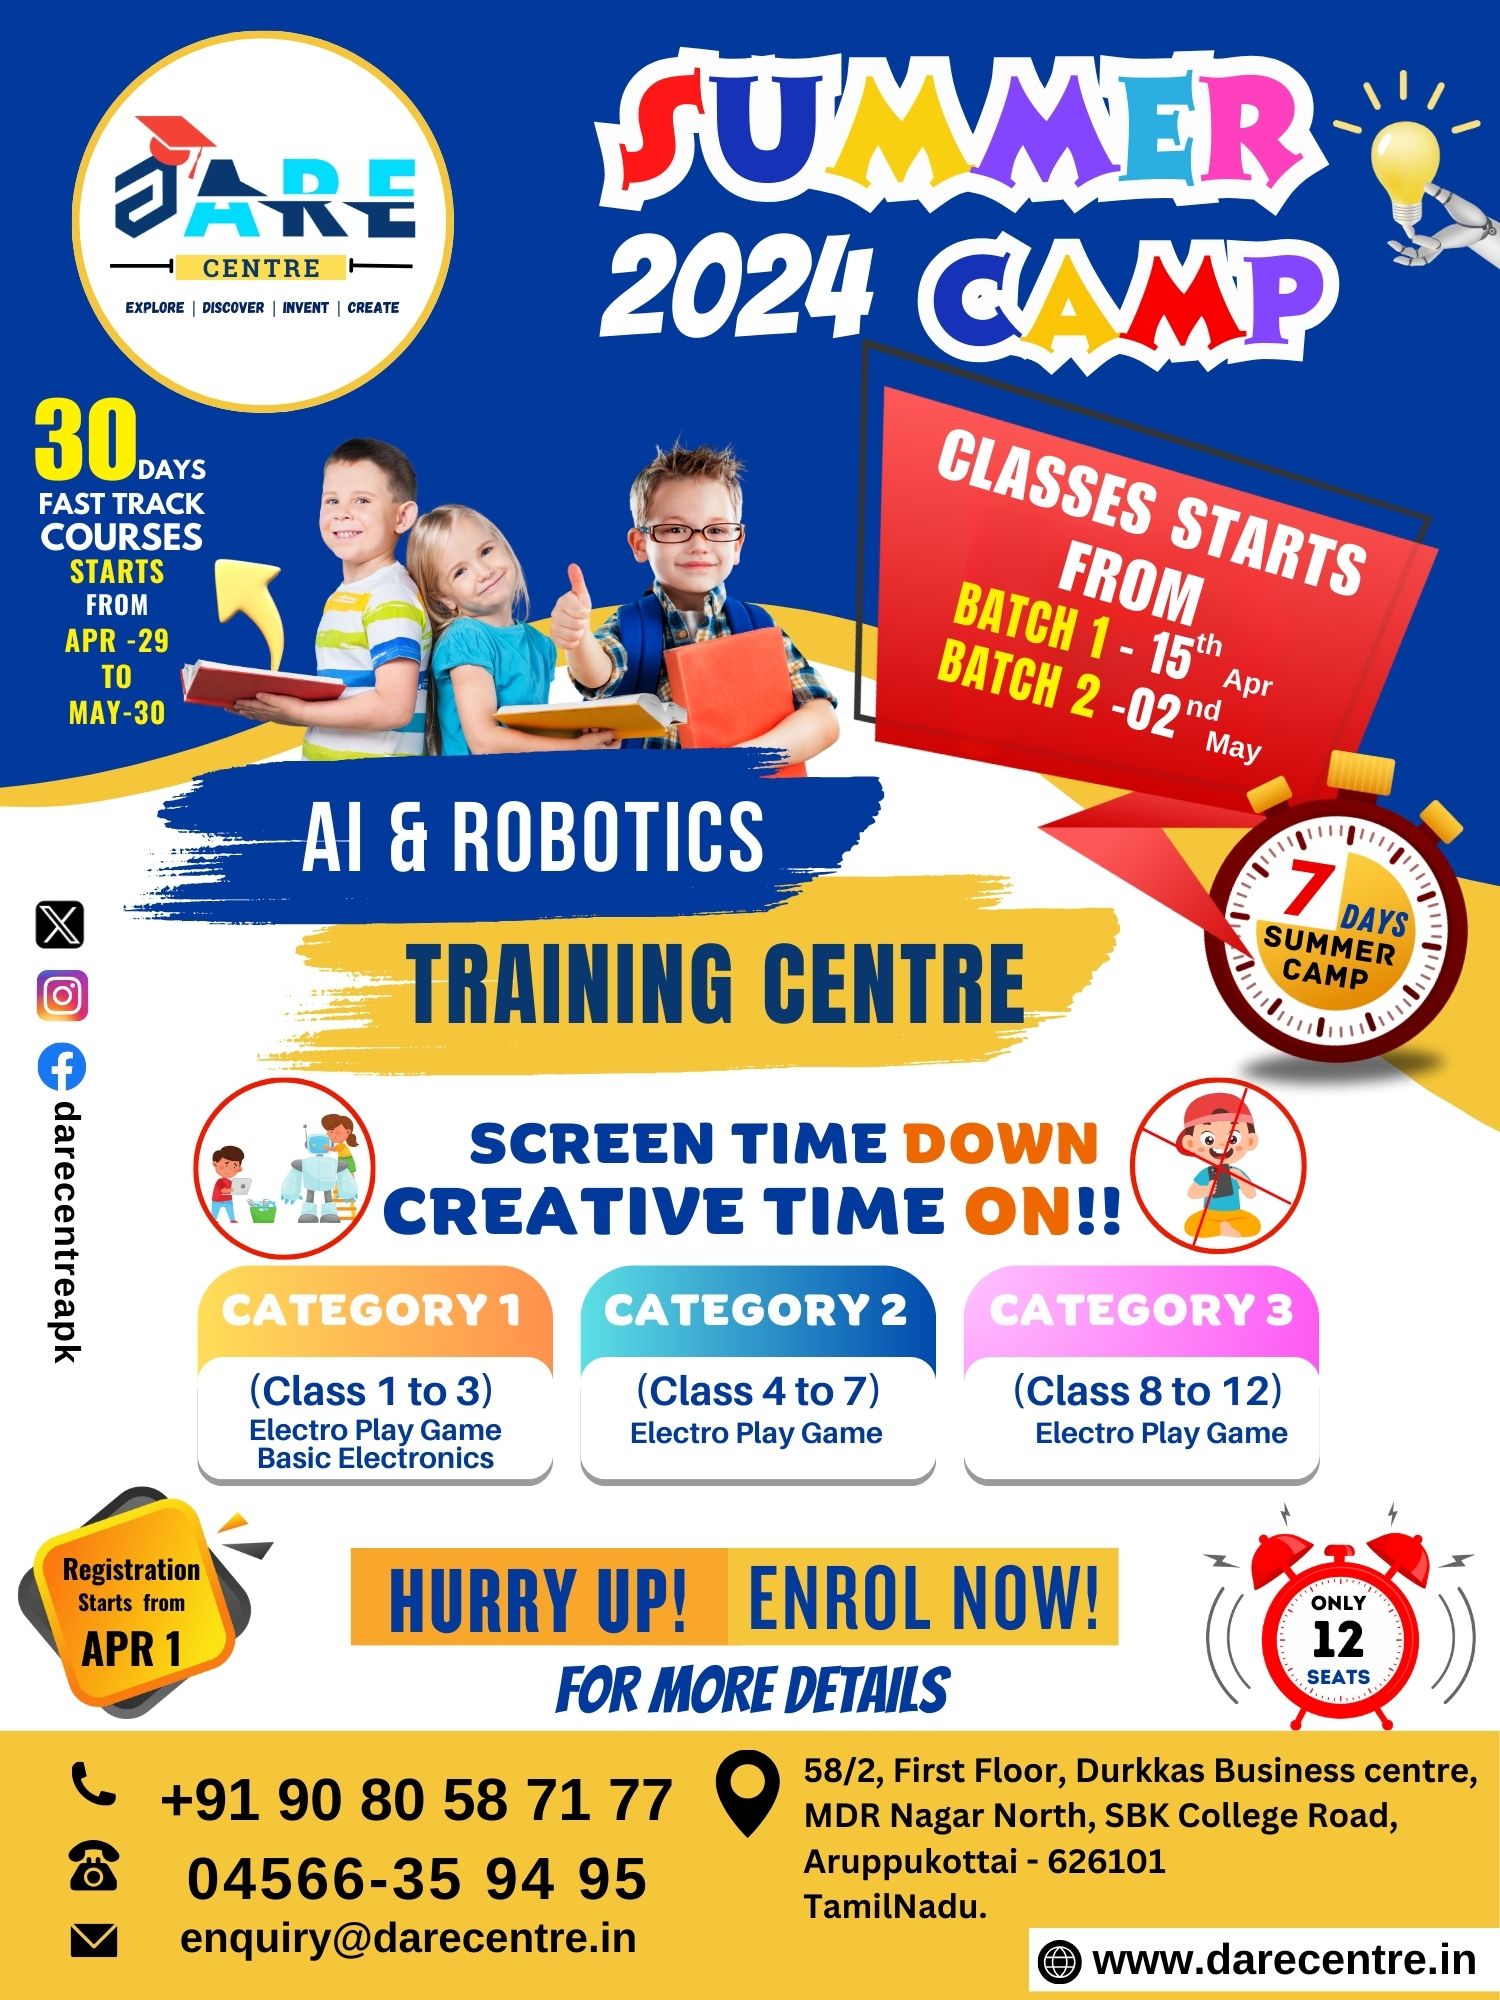 DARE
CENTRE
EXPLORE | DISCOVER | INVENT | CREATE
SUMMER
2024 CAMP
30 DAYS
FAST TRACK
COURSES
STARTS
FROM
APR -29
TO
MAY-30
CLASSES STARTS
FROM
BATCH 1 - 15th Apr
BATCH 2 -02nd May
AI & ROBOTICS
TRAINING CENTRE
7 DAYS
SUMMER
CAMP
darecentreapk
SCREEN TIME DOWN
CREATIVE TIME ON!!
CATEGORY 1
(Class 1 to 3)
Electro Play Game
Basic Electronics
CATEGORY 2
(Class 4 to 7)
Electro Play Game
CATEGORY 3
(Class 8 to 12)
Electro Play Game
Registration
Starts from
APR 1
HURRY UP! ENROL NOW!
FOR MORE DETAILS
ONLY
12
SEATS
+91 90 80 58 71 77
04566-35 94 95
enquiry@darecentre.in
58/2, First Floor, Durkkas Business centre,
MDR Nagar North, SBK College Road,
Aruppukottai - 626101
TamilNadu.
www.darecentre.in